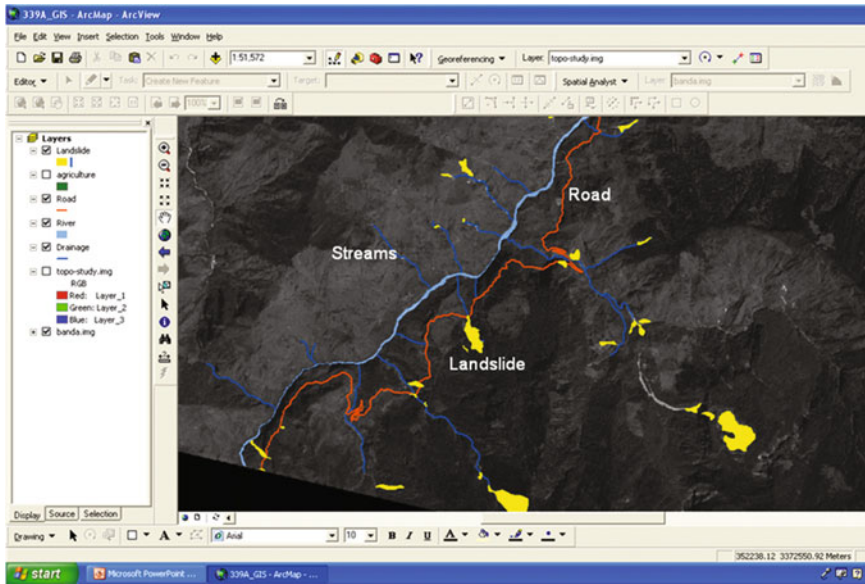 339A_GIS - ArcMap - ArcView
File Edit View Insert Selection Tools Window Help
1:51,572 Georeferencing Layer: topo-study.img
Editor Task: Create New Feature Target: Spatial Analyst Layer: banda.img
100%
Layers
Landslide
agriculture
Road
River
Drainage
topo-study.img
RGB
Red: Layer_1
Green: Layer_2
Blue: Layer_3
banda.img
Road
Streams
Landslide
Display Source Selection
Drawing A Arial 10 B I U A
352238.12 3372550.92 Meters
start Microsoft PowerPoint ... 339A_GIS - ArcMap - ...